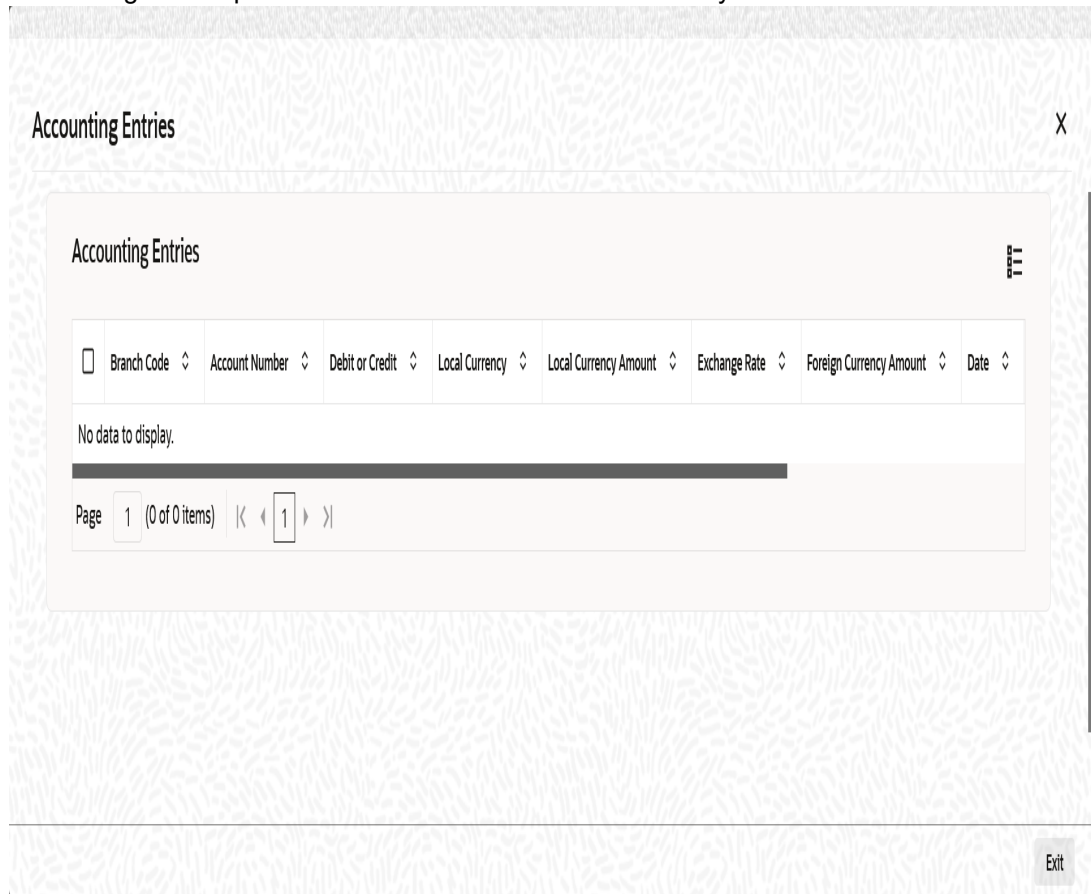 Accounting Entries X
Accounting Entries
Branch Code Account Number Debit or Credit Local Currency Local Currency Amount Exchange Rate Foreign Currency Amount Date
No data to display.
Page 1 (0 of 0 items) 1
Exit